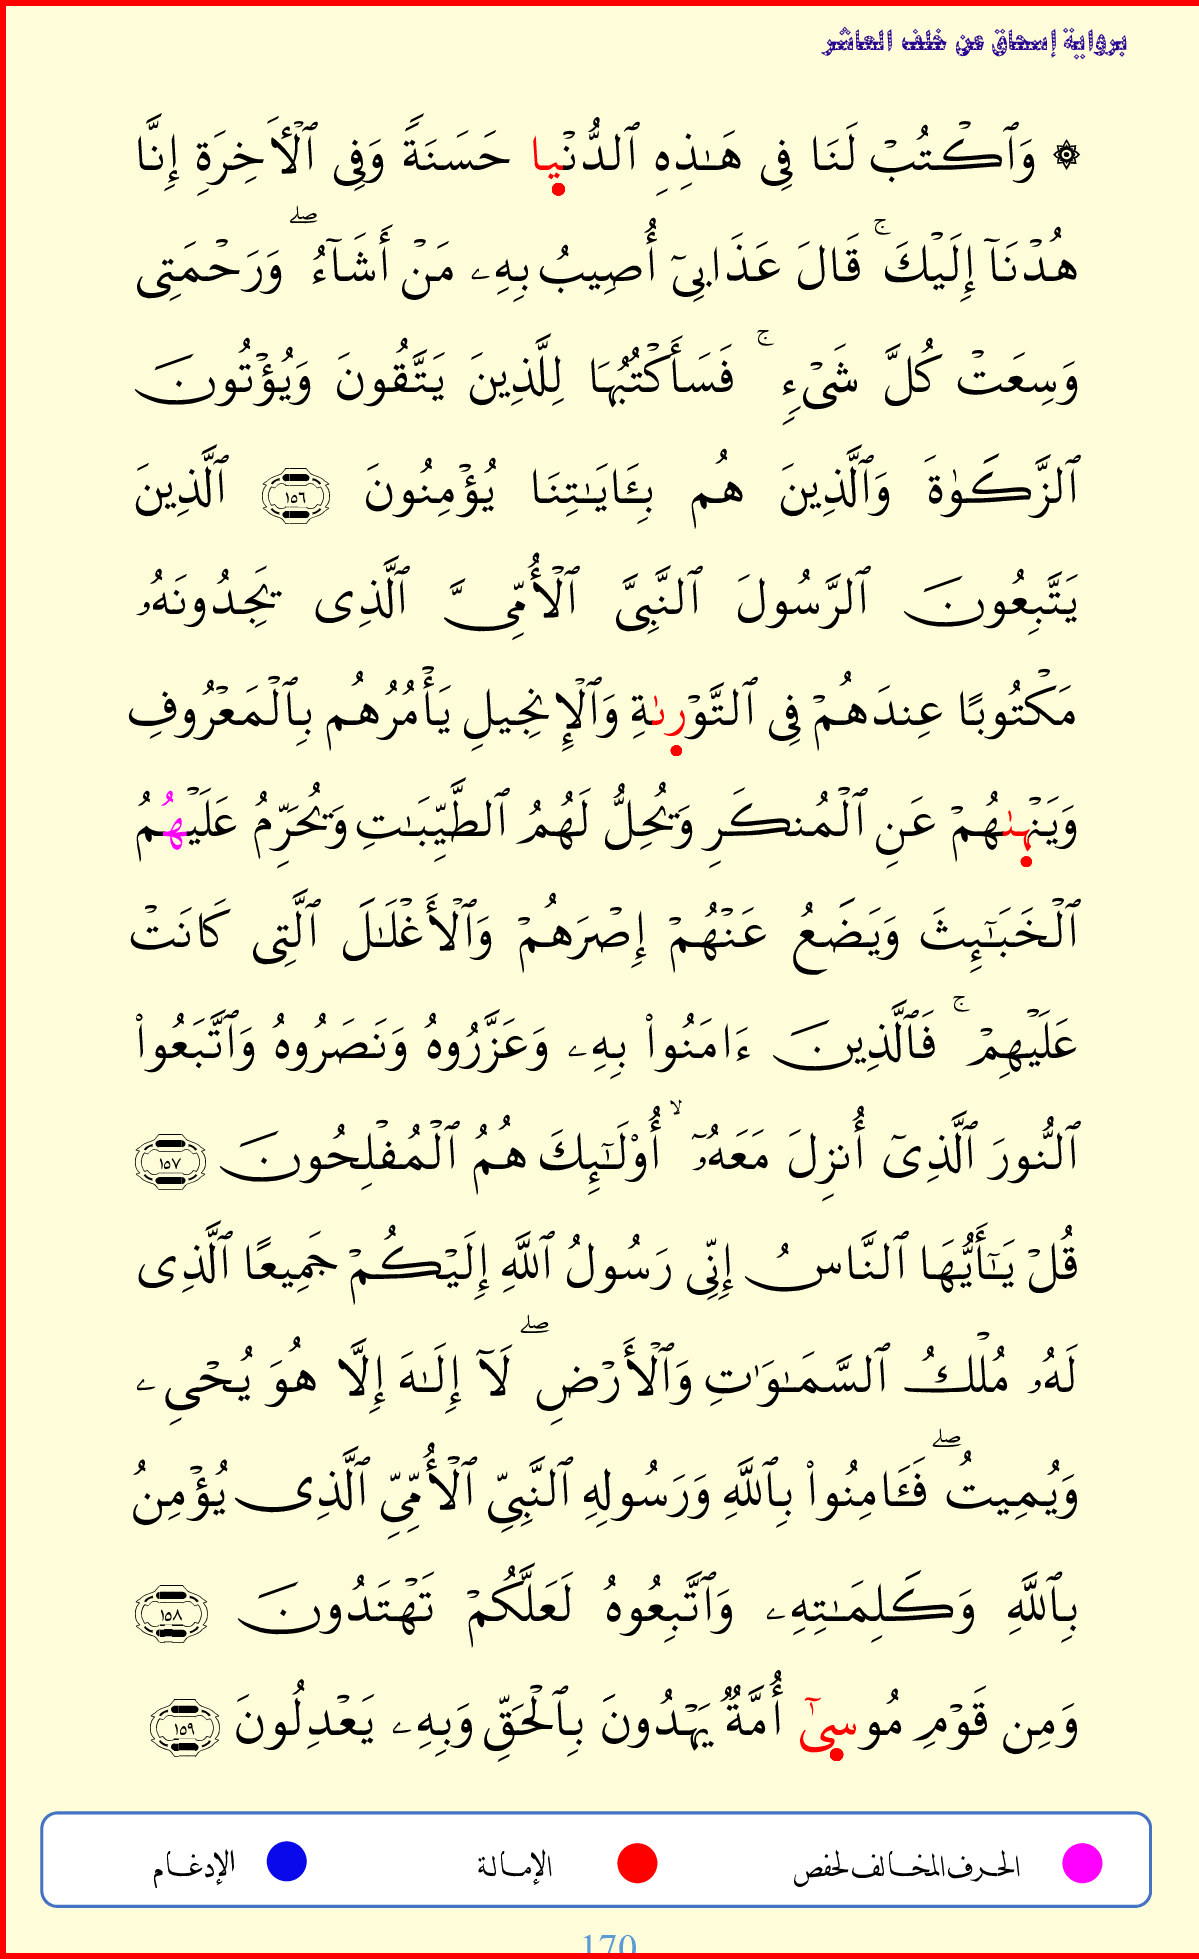 برواية إسحاق عن خلف العاشر
۞ وَٱكۡتُبۡ لَنَا فِى هَـٰذِهِ ٱلدُّنۡيا حَسَنَةً وَفِى ٱلۡأَخِرَةِ إِنَّا
هُدۡنَآ إِلَيۡكَۚ قَالَ عَذَابِىٓ أُصِيبُ بِهِۦ مَنۡ أَشَآءُۖ وَرَحۡمَتِى
وَسِعَتۡ كُلَّ شَىۡءٍۚ فَسَأَكۡتُبُهَا لِلَّذِينَ يَتَّقُونَ وَيُؤۡتُونَ
ٱلزَّكَوٰةَ وَٱلَّذِينَ هُم بِـَٔايَـٰتِنَا يُؤۡمِنُونَ ١٥٦ ٱلَّذِينَ
يَتَّبِعُونَ ٱلرَّسُولَ ٱلنَّبِىَّ ٱلۡأُمِّىَّ ٱلَّذِى يَجِدُونَهُۥ
مَكۡتُوبًا عِندَهُمۡ فِى ٱلتَّوۡرىٰةِ وَٱلۡإِنجِيلِ يَأۡمُرُهُم بِٱلۡمَعۡرُوفِ
وَيَنۡهىٰهُمۡ عَنِ ٱلۡمُنكَرِ وَيُحِلُّ لَهُمُ ٱلطَّيِّبَـٰتِ وَيُحَرِّمُ عَلَيۡهُمُ
ٱلۡخَبَـٰٓئِثَ وَيَضَعُ عَنۡهُمۡ إِصۡرَهُمۡ وَٱلۡأَغۡلَـٰلَ ٱلَّتِى كَانَتۡ
عَلَيۡهِمۡۚ فَٱلَّذِينَ ءَامَنُوا۟ بِهِۦ وَعَزَّرُوهُ وَنَصَرُوهُ وَٱتَّبَعُوا۟
ٱلنُّورَ ٱلَّذِىٓ أُنزِلَ مَعَهُۥٓۙ أُو۟لَـٰٓئِكَ هُمُ ٱلۡمُفۡلِحُونَ ١٥٧
قُلۡ يَـٰٓأَيُّهَا ٱلنَّاسُ إِنِّى رَسُولُ ٱللَّهِ إِلَيۡكُمۡ جَمِيعًا ٱلَّذِى
لَهُۥ مُلۡكُ ٱلسَّمَـٰوَٰتِ وَٱلۡأَرۡضِۖ لَآ إِلَـٰهَ إِلَّا هُوَ يُحۡىِۦ
وَيُمِيتُۖ فَـَٔامِنُوا۟ بِٱللَّهِ وَرَسُولِهِ ٱلنَّبِىِّ ٱلۡأُمِّىِّ ٱلَّذِى يُؤۡمِنُ
بِٱللَّهِ وَكَلِمَـٰتِهِۦ وَٱتَّبِعُوهُ لَعَلَّكُمۡ تَهۡتَدُونَ ١٥٨
وَمِن قَوۡمِ مُوسىٰٓ أُمَّةٌ يَهۡدُونَ بِٱلۡحَقِّ وَبِهِۦ يَعۡدِلُونَ ١٥٩
الحرف المخالف لحفص الإمالة الإدغام
170